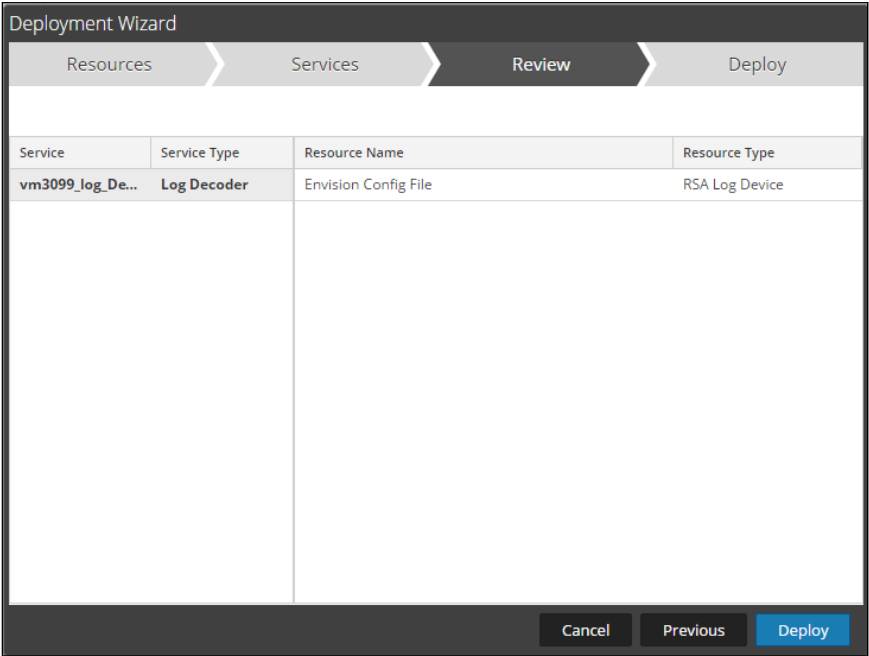 Deployment Wizard
Resources Services Review Deploy
Service Service Type Resource Name Resource Type
vm3099_log_De... Log Decoder Envision Config File RSA Log Device
Cancel Previous Deploy